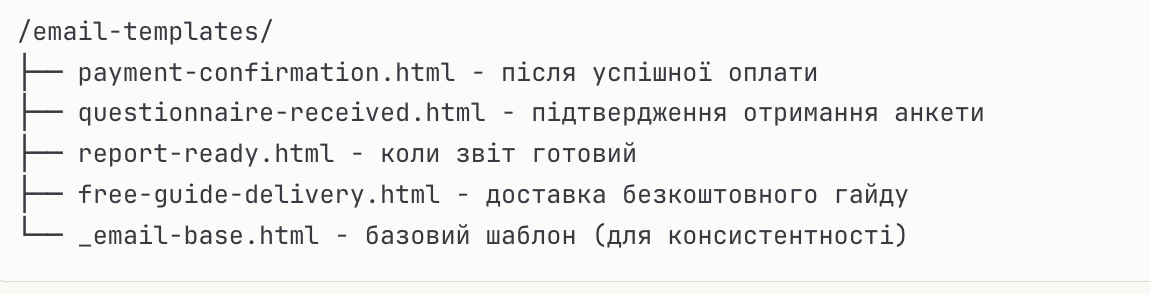 /email-templates/
├── payment-confirmation.html - після успішної оплати
├── questionnaire-received.html - підтвердження отримання анкети
├── report-ready.html - коли звіт готовий
├── free-guide-delivery.html - доставка безкоштовного гайду
└── _email-base.html - базовий шаблон (для консистентності)